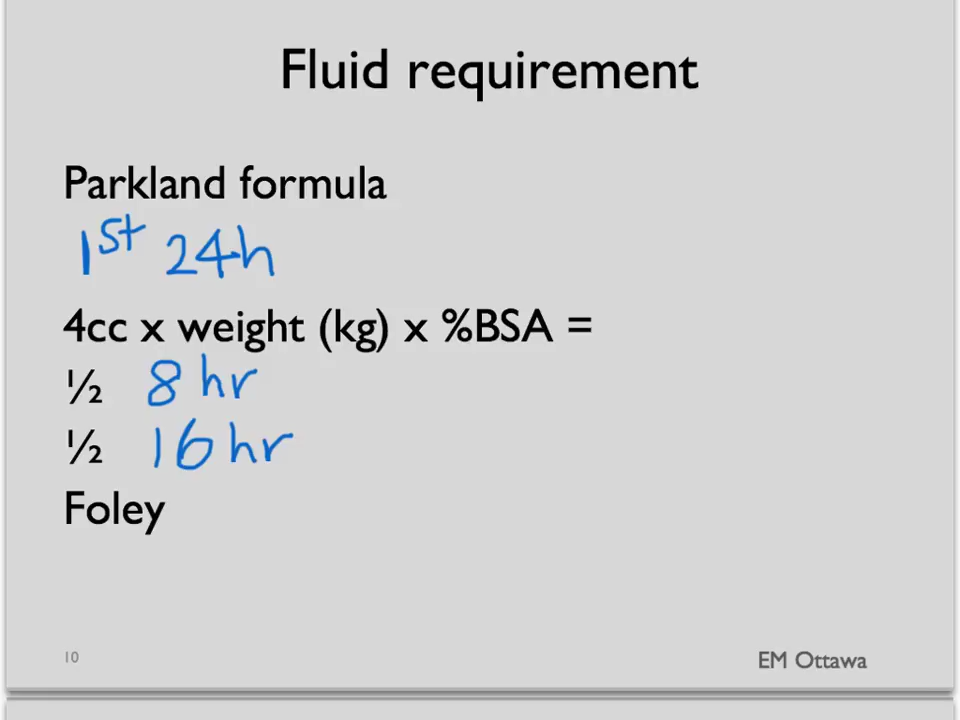 Fluid requirement
Parkland formula
1st 24h
4cc x weight (kg) x %BSA =
½ 8 hr
½ 16 hr
Foley
10
EM Ottawa